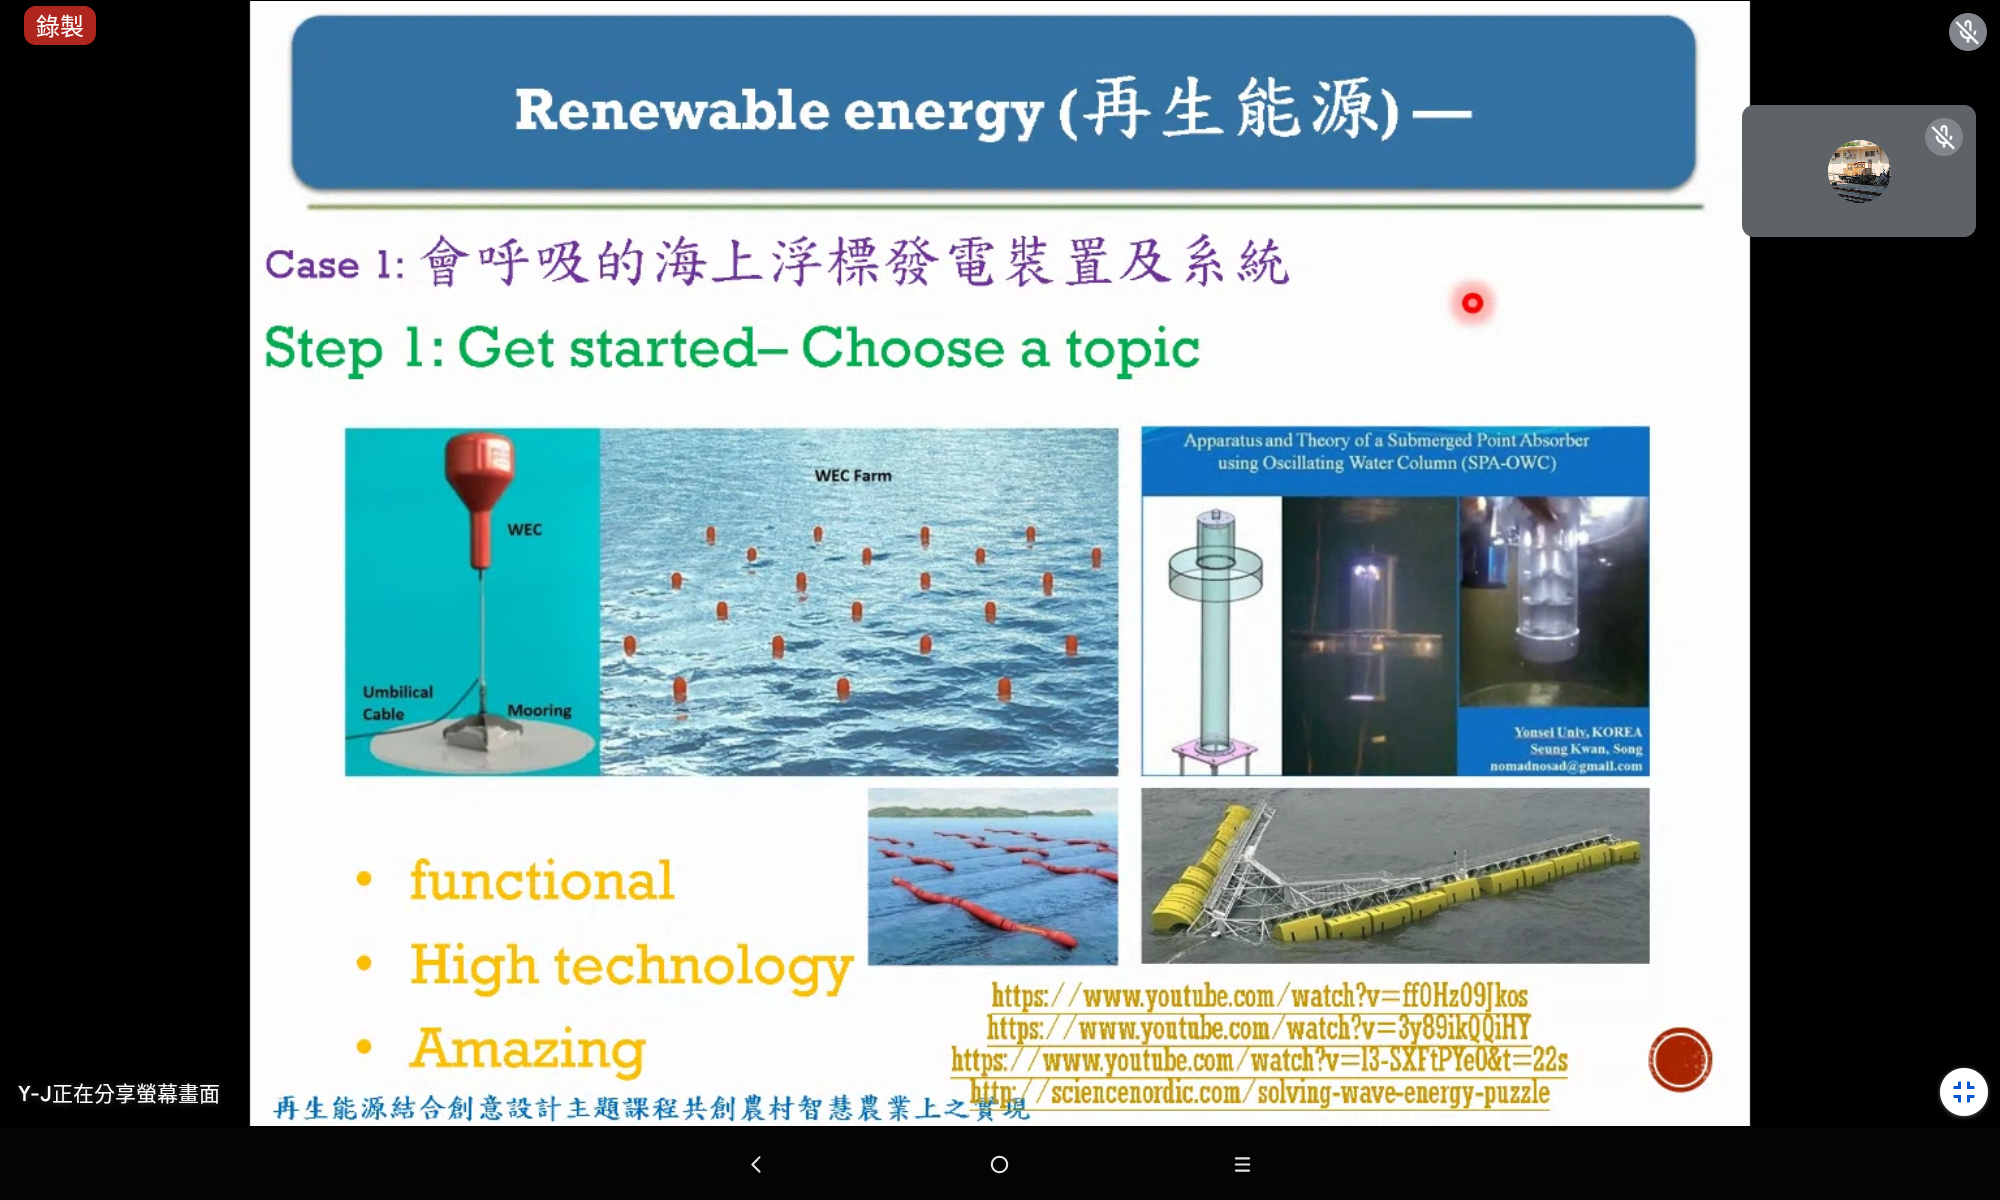 錄製
Renewable energy (再生能源) —
Case 1: 會呼吸的海上浮標發電裝置及系統
Step 1: Get started– Choose a topic
WEC Farm
WEC
Umbilical
Cable
Mooring
Apparatus and Theory of a Submerged Point Absorber
using Oscillating Water Column (SPA-OWC)
Yonsei Univ, KOREA
Seung Kwan, Song
nomadnosad@gmail.com
• functional
• High technology
• Amazing
https://www.youtube.com/watch?v=ff0Hz09Jkos
https://www.youtube.com/watch?v=3y89ikQQiHY
https://www.youtube.com/watch?v=l3-SXFtPYe0&t=22s
http://sciencenordic.com/solving-wave-energy-puzzle
再生能源結合創意設計主題課程共創農村智慧農業上之實現
Y-J正在分享螢幕畫面